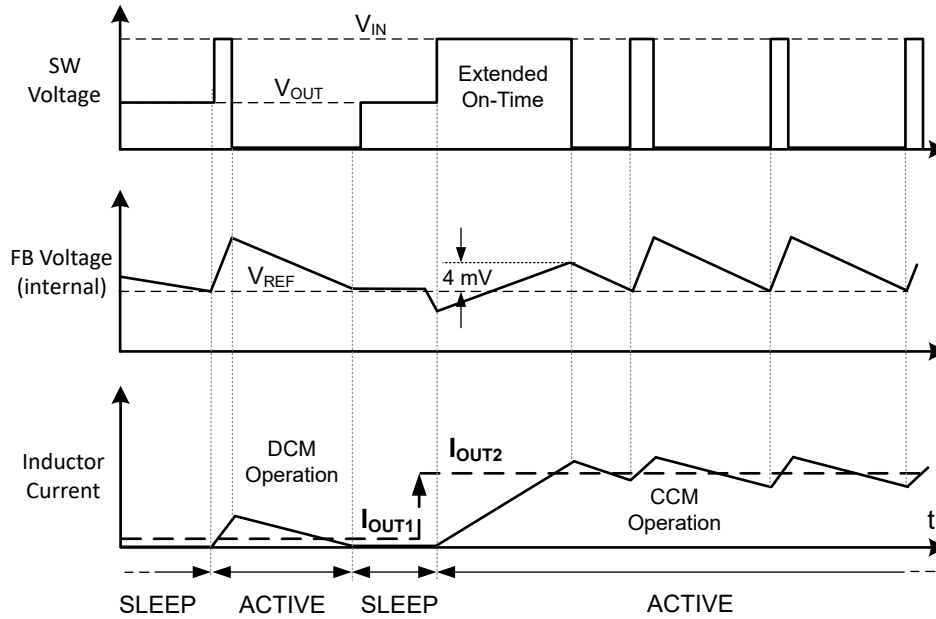 V_IN
SW
Voltage
V_OUT
Extended
On-Time
FB Voltage
(internal)
V_REF
4 mV
Inductor
Current
DCM
Operation
I_OUT1
I_OUT2
CCM
Operation
t
SLEEP
ACTIVE
SLEEP
ACTIVE